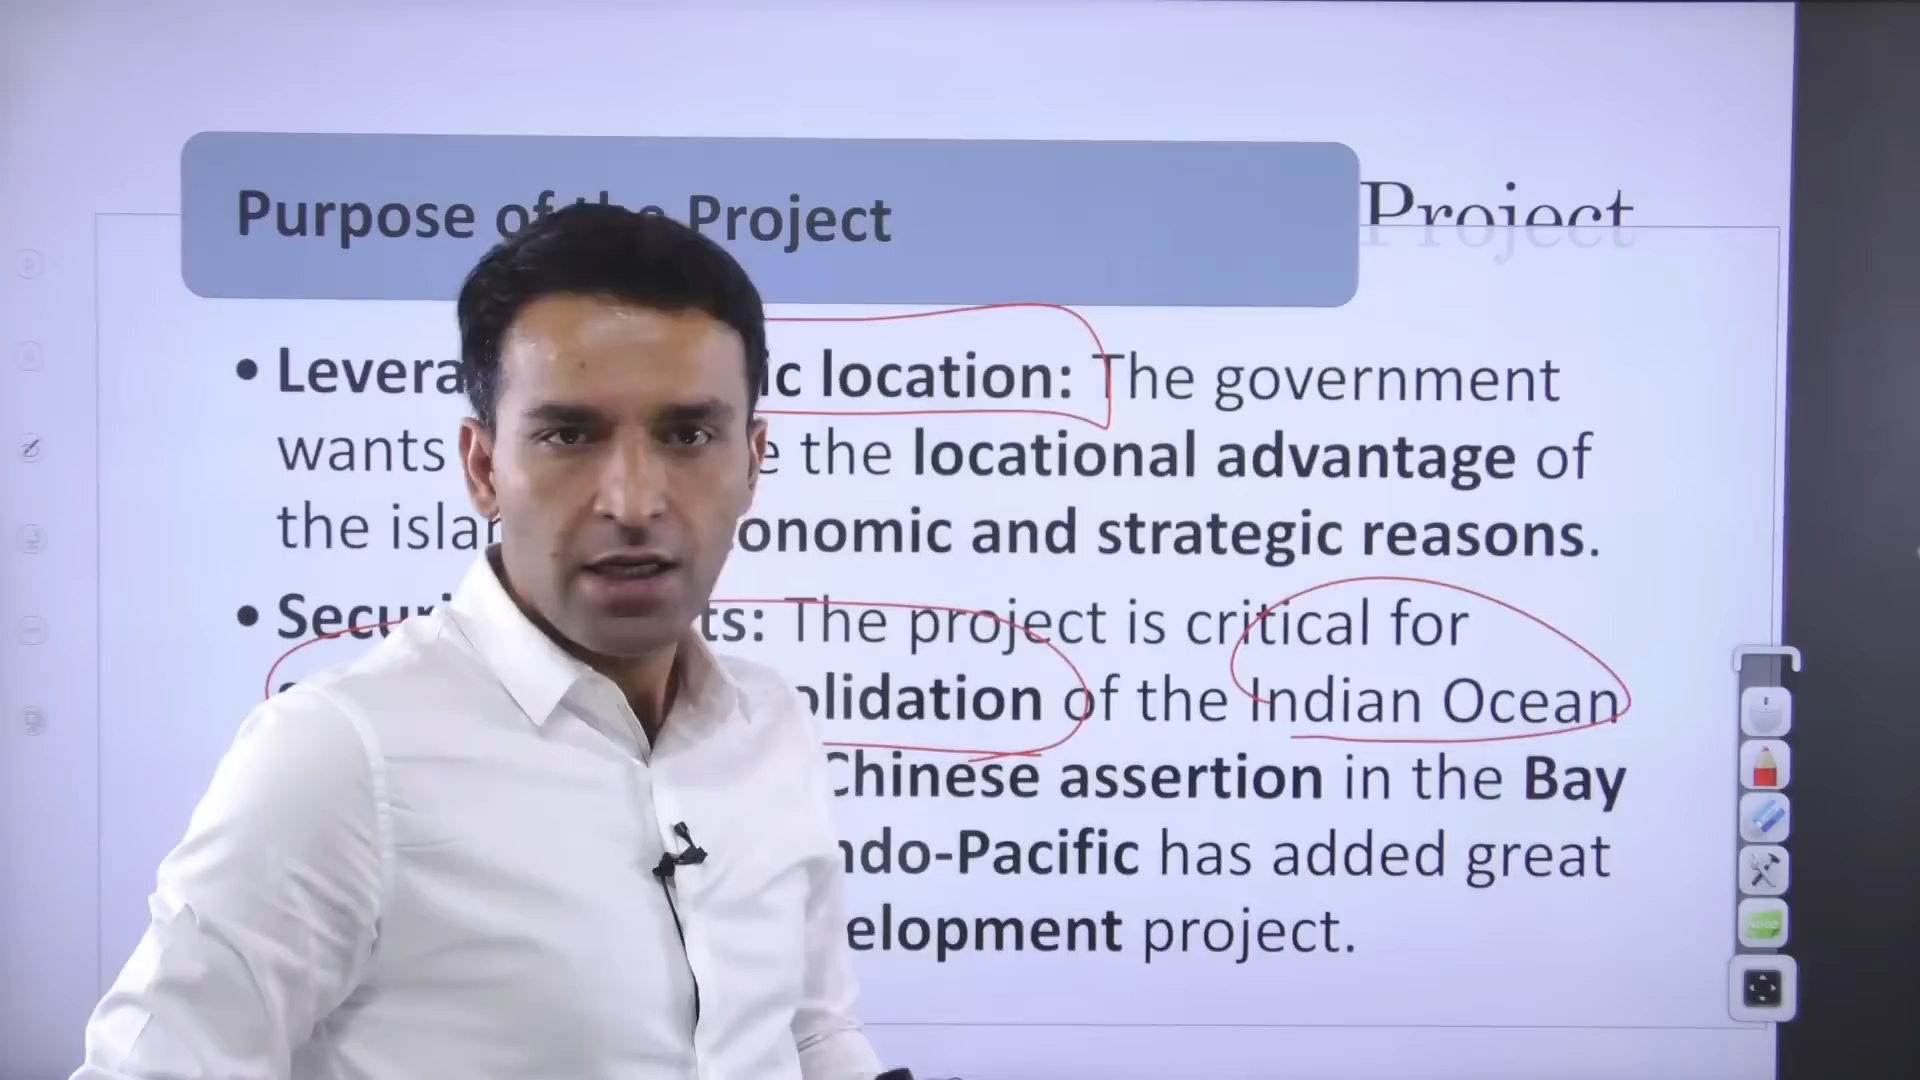 Purpose of the Project
Project
• Levera ic location: The government
wants e the locational advantage of
the islan onomic and strategic reasons.
• Securi ts: The project is critical for
olidation of the Indian Ocean
Chinese assertion in the Bay
ndo-Pacific has added great
elopment project.